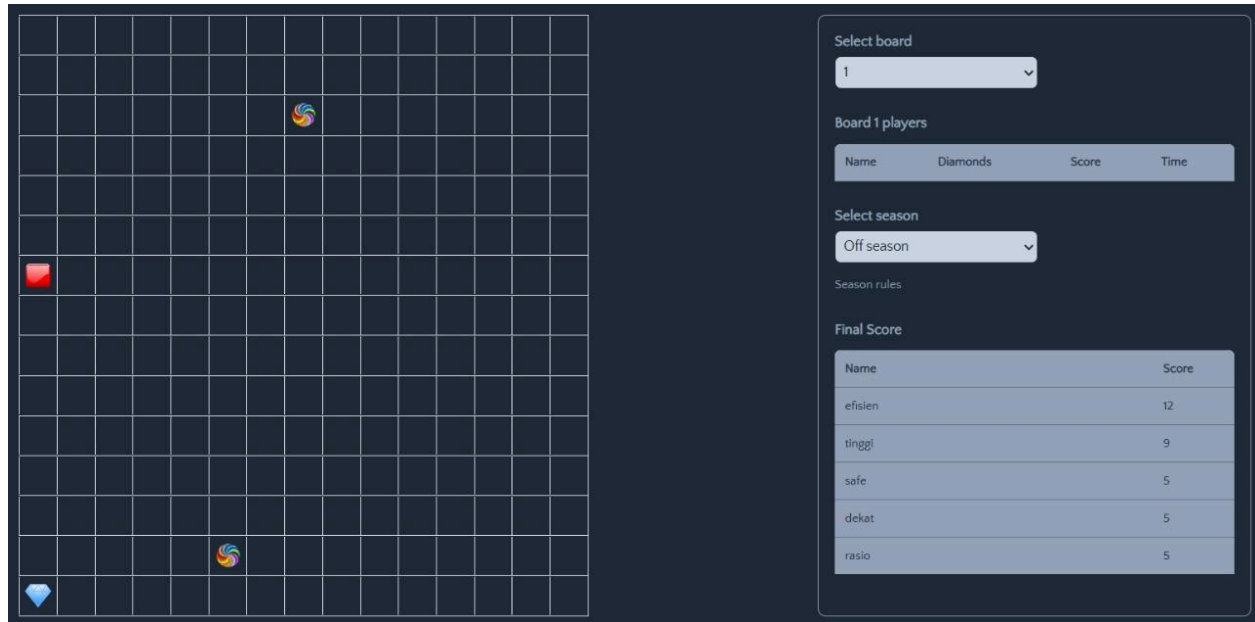 Select board
1
Board 1 players
Name Diamonds Score Time
Select season
Off season
Season rules
Final Score
Name Score
efisien 12
tinggi 9
safe 5
dekat 5
rasio 5